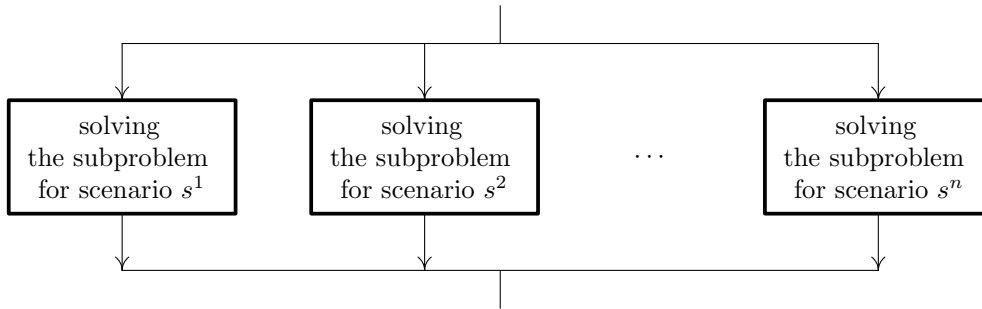 solving
the subproblem
for scenario s¹
solving
the subproblem
for scenario s²
...
solving
the subproblem
for scenario sⁿ